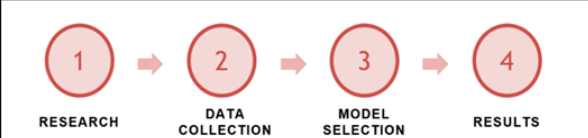 1
2
3
4
RESEARCH
DATA
COLLECTION
MODEL
SELECTION
RESULTS